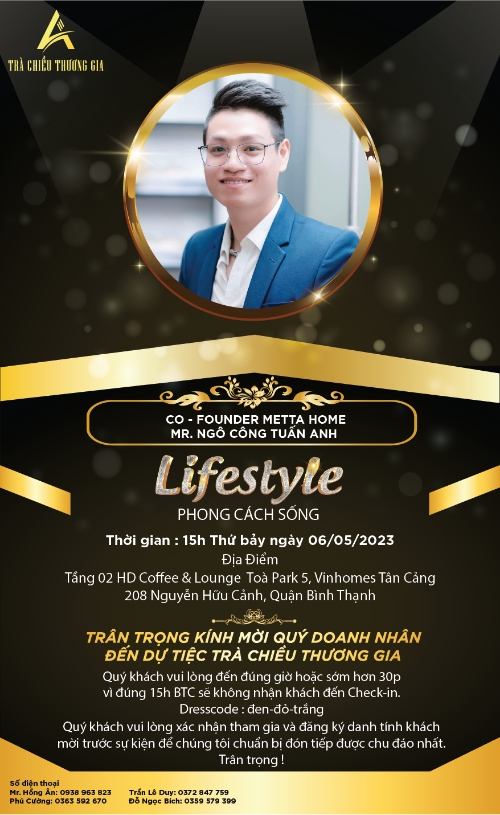 TRÀ CHIỀU THƯƠNG GIA
CO - FOUNDER METTA HOME
MR. NGÔ CÔNG TUẤN ANH
Lifestyle
PHONG CÁCH SỐNG
Thời gian : 15h Thứ bảy ngày 06/05/2023
Địa Điểm
Tầng 02 HD Coffee & Lounge Toà Park 5, Vinhomes Tân Cảng
208 Nguyễn Hữu Cảnh, Quận Bình Thạnh
TRÂN TRỌNG KÍNH MỜI QUÝ DOANH NHÂN
ĐẾN DỰ TIỆC TRÀ CHIỀU THƯƠNG GIA
Quý khách vui lòng đến đúng giờ hoặc sớm hơn 30p
vì đúng 15h BTC sẽ không nhận khách đến Check-in.
Dresscode : đen-đỏ-trắng
Quý khách vui lòng xác nhận tham gia và đăng ký danh tính khách
mời trước sự kiện để chúng tôi chuẩn bị đón tiếp được chu đáo nhất.
Trân trọng !
Số điện thoại
Mr. Hồng Ân: 0938 963 823 Trần Lê Duy: 0372 847 759
Phú Cường: 0363 592 670 Đỗ Ngọc Bích: 0359 579 399